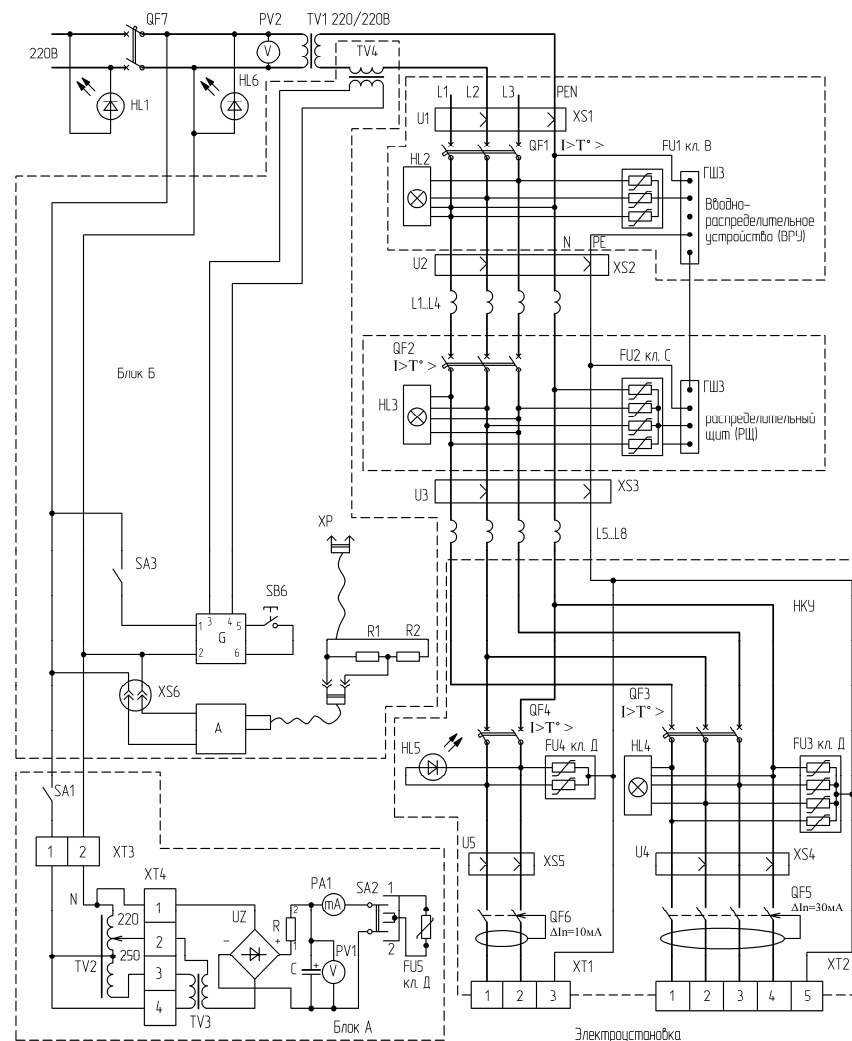 QF7 PV2 TV1 220/220В
220В
V
TV4
HL1 HL6
L1 L2 L3 PEN
U1 XS1
QF1 I>T° >
FU1 кл. В
HL2
ГШЗ
Вводно-
распределительное
устройство (ВРУ)
N PE
U2 XS2
L1...L4
QF2
I>T° >
FU2 кл. С
Блок Б
HL3
ГШЗ
распределительный
щит (РЩ)
U3 XS3
XP
L5...L8
SA3
SB6
НКУ
1 3 4 5
G
2 6
R1 R2
XS6
A
QF4
I>T° >
QF3
I>T° >
HL5
FU4 кл. Д
HL4
FU3 кл. Д
SA1
1 2 XT3
U5 XS5
U4 XS4
XT4
N
1
2
3
4
220
250
TV2
TV3
UZ
R
2
1
PA1
mA
SA2
1
2
PV1
V
C
FU5
кл. Д
− +
+
QF6
ΔIn=10мА
QF5
ΔIn=30мА
XT1
1 2 3
XT2
1 2 3 4 5
Блок А
Электроустановка